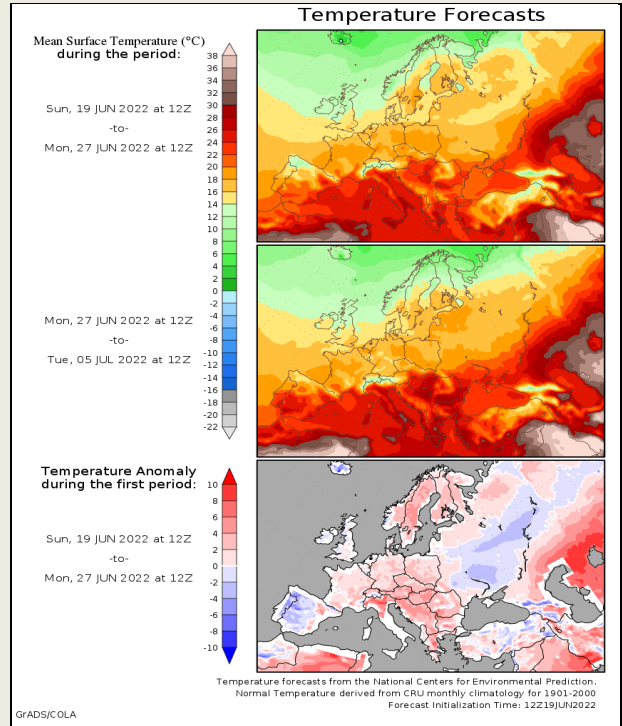 Temperature Forecasts
Mean Surface Temperature (°C)
during the period:
38
36
34
32
30
28
26
24
22
20
18
16
14
12
10
8
6
4
2
0
-2
-4
-6
-8
-10
-12
-14
-16
-18
-20
-22
Sun, 19 JUN 2022 at 12Z
-to-
Mon, 27 JUN 2022 at 12Z
Mon, 27 JUN 2022 at 12Z
-to-
Tue, 05 JUL 2022 at 12Z
Temperature Anomaly
during the first period:
10
8
6
4
2
0
-2
-4
-6
-8
-10
Sun, 19 JUN 2022 at 12Z
-to-
Mon, 27 JUN 2022 at 12Z
Temperature forecasts from the National Centers for Environmental Prediction.
Normal Temperature derived from CRU monthly climatology for 1901-2000
Forecast Initialization Time: 12Z19JUN2022
GrADS/COLA